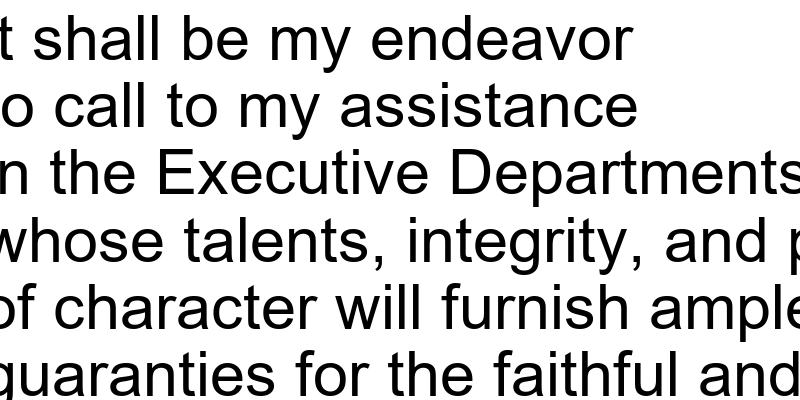 t shall be my endeavor
o call to my assistance
n the Executive Departments
whose talents, integrity, and p
of character will furnish ample
guaranties for the faithful and